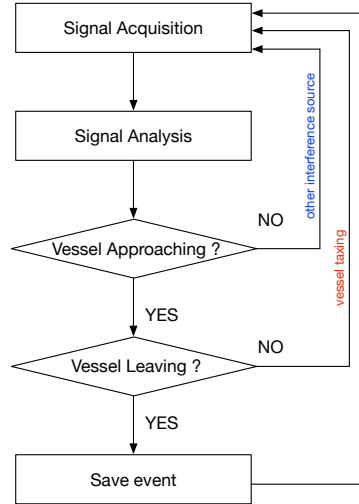 Signal Acquisition
Signal Analysis
other interference source
vessel taxing
Vessel Approaching ?
NO
YES
Vessel Leaving ?
NO
YES
Save event